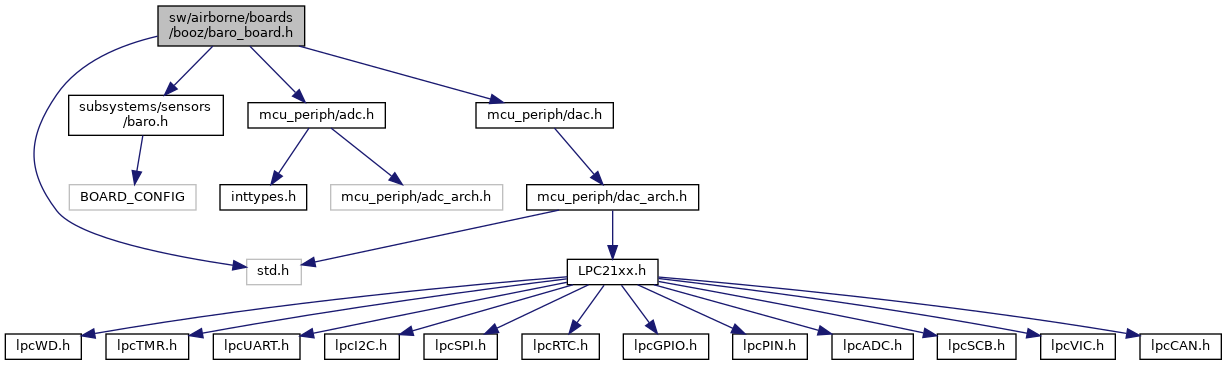 sw/airborne/boards
/booz/baro_board.h
subsystems/sensors
/baro.h
mcu_periph/adc.h
mcu_periph/dac.h
BOARD_CONFIG
inttypes.h
mcu_periph/adc_arch.h
mcu_periph/dac_arch.h
std.h
LPC21xx.h
lpcWD.h
lpcTMR.h
lpcUART.h
lpcI2C.h
lpcSPI.h
lpcRTC.h
lpcGPIO.h
lpcPIN.h
lpcADC.h
lpcSCB.h
lpcVIC.h
lpcCAN.h